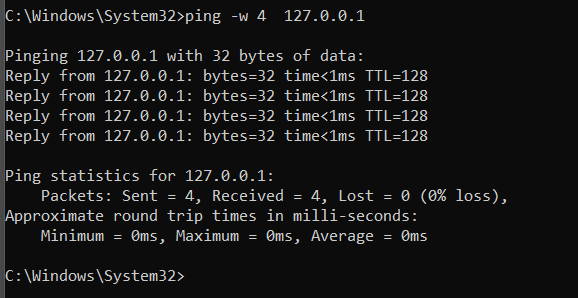 C:\Windows\System32>ping -w 4  127.0.0.1
Pinging 127.0.0.1 with 32 bytes of data:
Reply from 127.0.0.1: bytes=32 time<1ms TTL=128
Reply from 127.0.0.1: bytes=32 time<1ms TTL=128
Reply from 127.0.0.1: bytes=32 time<1ms TTL=128
Reply from 127.0.0.1: bytes=32 time<1ms TTL=128
Ping statistics for 127.0.0.1:
    Packets: Sent = 4, Received = 4, Lost = 0 (0% loss),
Approximate round trip times in milli-seconds:
    Minimum = 0ms, Maximum = 0ms, Average = 0ms
C:\Windows\System32>